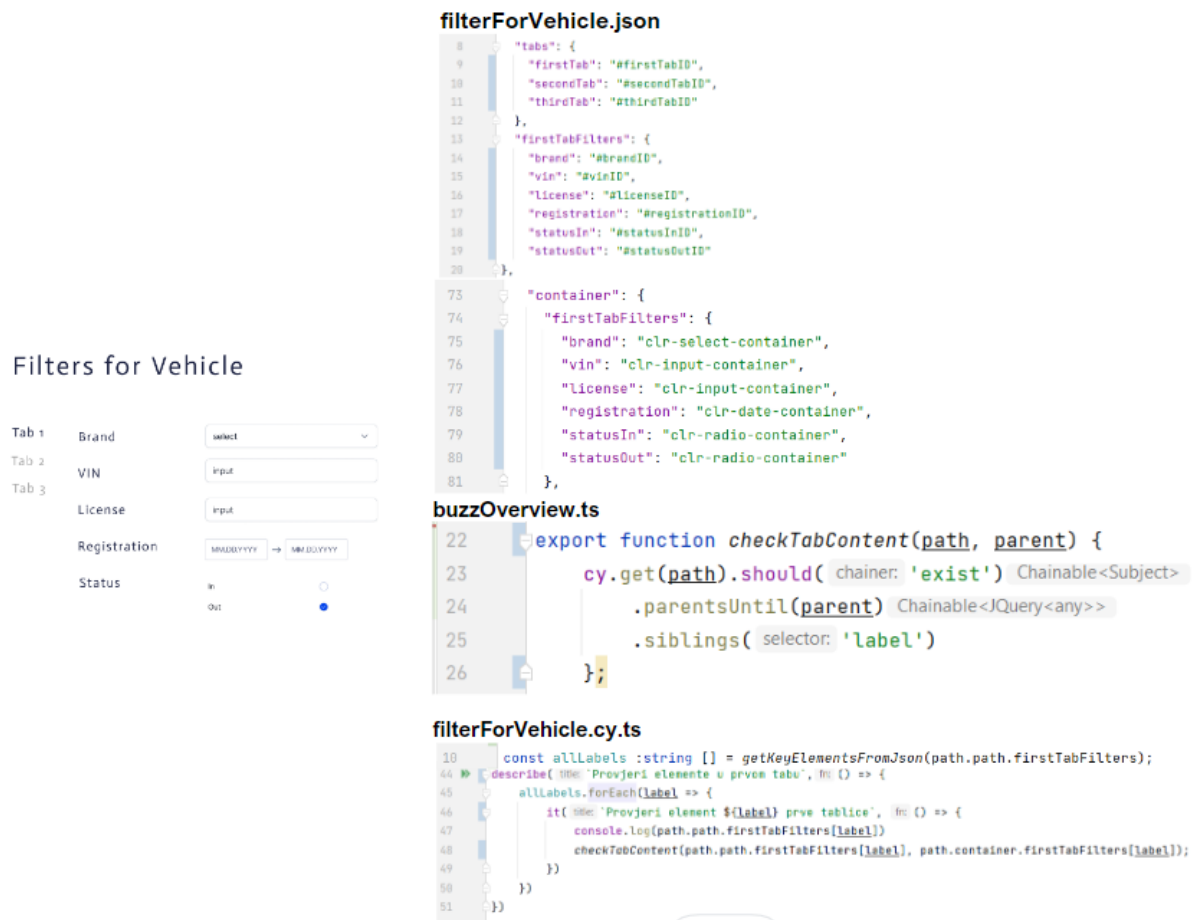 Filters for Vehicle
Tab 1
Tab 2
Tab 3
Brand
select
VIN
input
License
input
Registration
MM.DD.YYYY → MM.DD.YYYY
Status
In
Out
filterForVehicle.json
8 "tabs": {
9 "firstTab": "#firstTabID",
10 "secondTab": "#secondTabID",
11 "thirdTab": "#thirdTabID"
12 },
13 "firstTabFilters": {
14 "brand": "#brandID",
15 "vin": "#vinID",
16 "license": "#licenseID",
17 "registration": "#registrationID",
18 "statusIn": "#statusInID",
19 "statusOut": "#statusOutID"
20 },
73 "container": {
74 "firstTabFilters": {
75 "brand": "clr-select-container",
76 "vin": "clr-input-container",
77 "license": "clr-input-container",
78 "registration": "clr-date-container",
79 "statusIn": "clr-radio-container",
80 "statusOut": "clr-radio-container"
81 },
buzzOverview.ts
22 export function checkTabContent(path, parent) {
23 cy.get(path).should( chainer: 'exist') Chainable<Subject>
24 .parentsUntil(parent) Chainable<JQuery<any>>
25 .siblings( selector: 'label')
26 };
filterForVehicle.cy.ts
10 const allLabels :string [] = getKeyElementsFromJson(path.path.firstTabFilters);
44 describe( title: `Provjeri elemente u prvom tabu`, fn: () => {
45 allLabels.forEach(label => {
46 it( title: `Provjeri element ${label} prve tablice`, fn: () => {
47 console.log(path.path.firstTabFilters[label])
48 checkTabContent(path.path.firstTabFilters[label], path.container.firstTabFilters[label]);
49 })
50 })
51 })